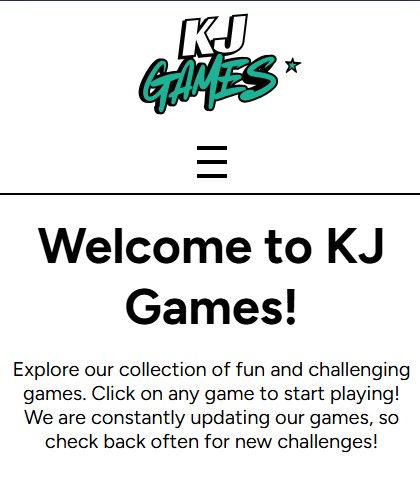 KJ
GAMES
Welcome to KJ
Games!
Explore our collection of fun and challenging
games. Click on any game to start playing!
We are constantly updating our games, so
check back often for new challenges!